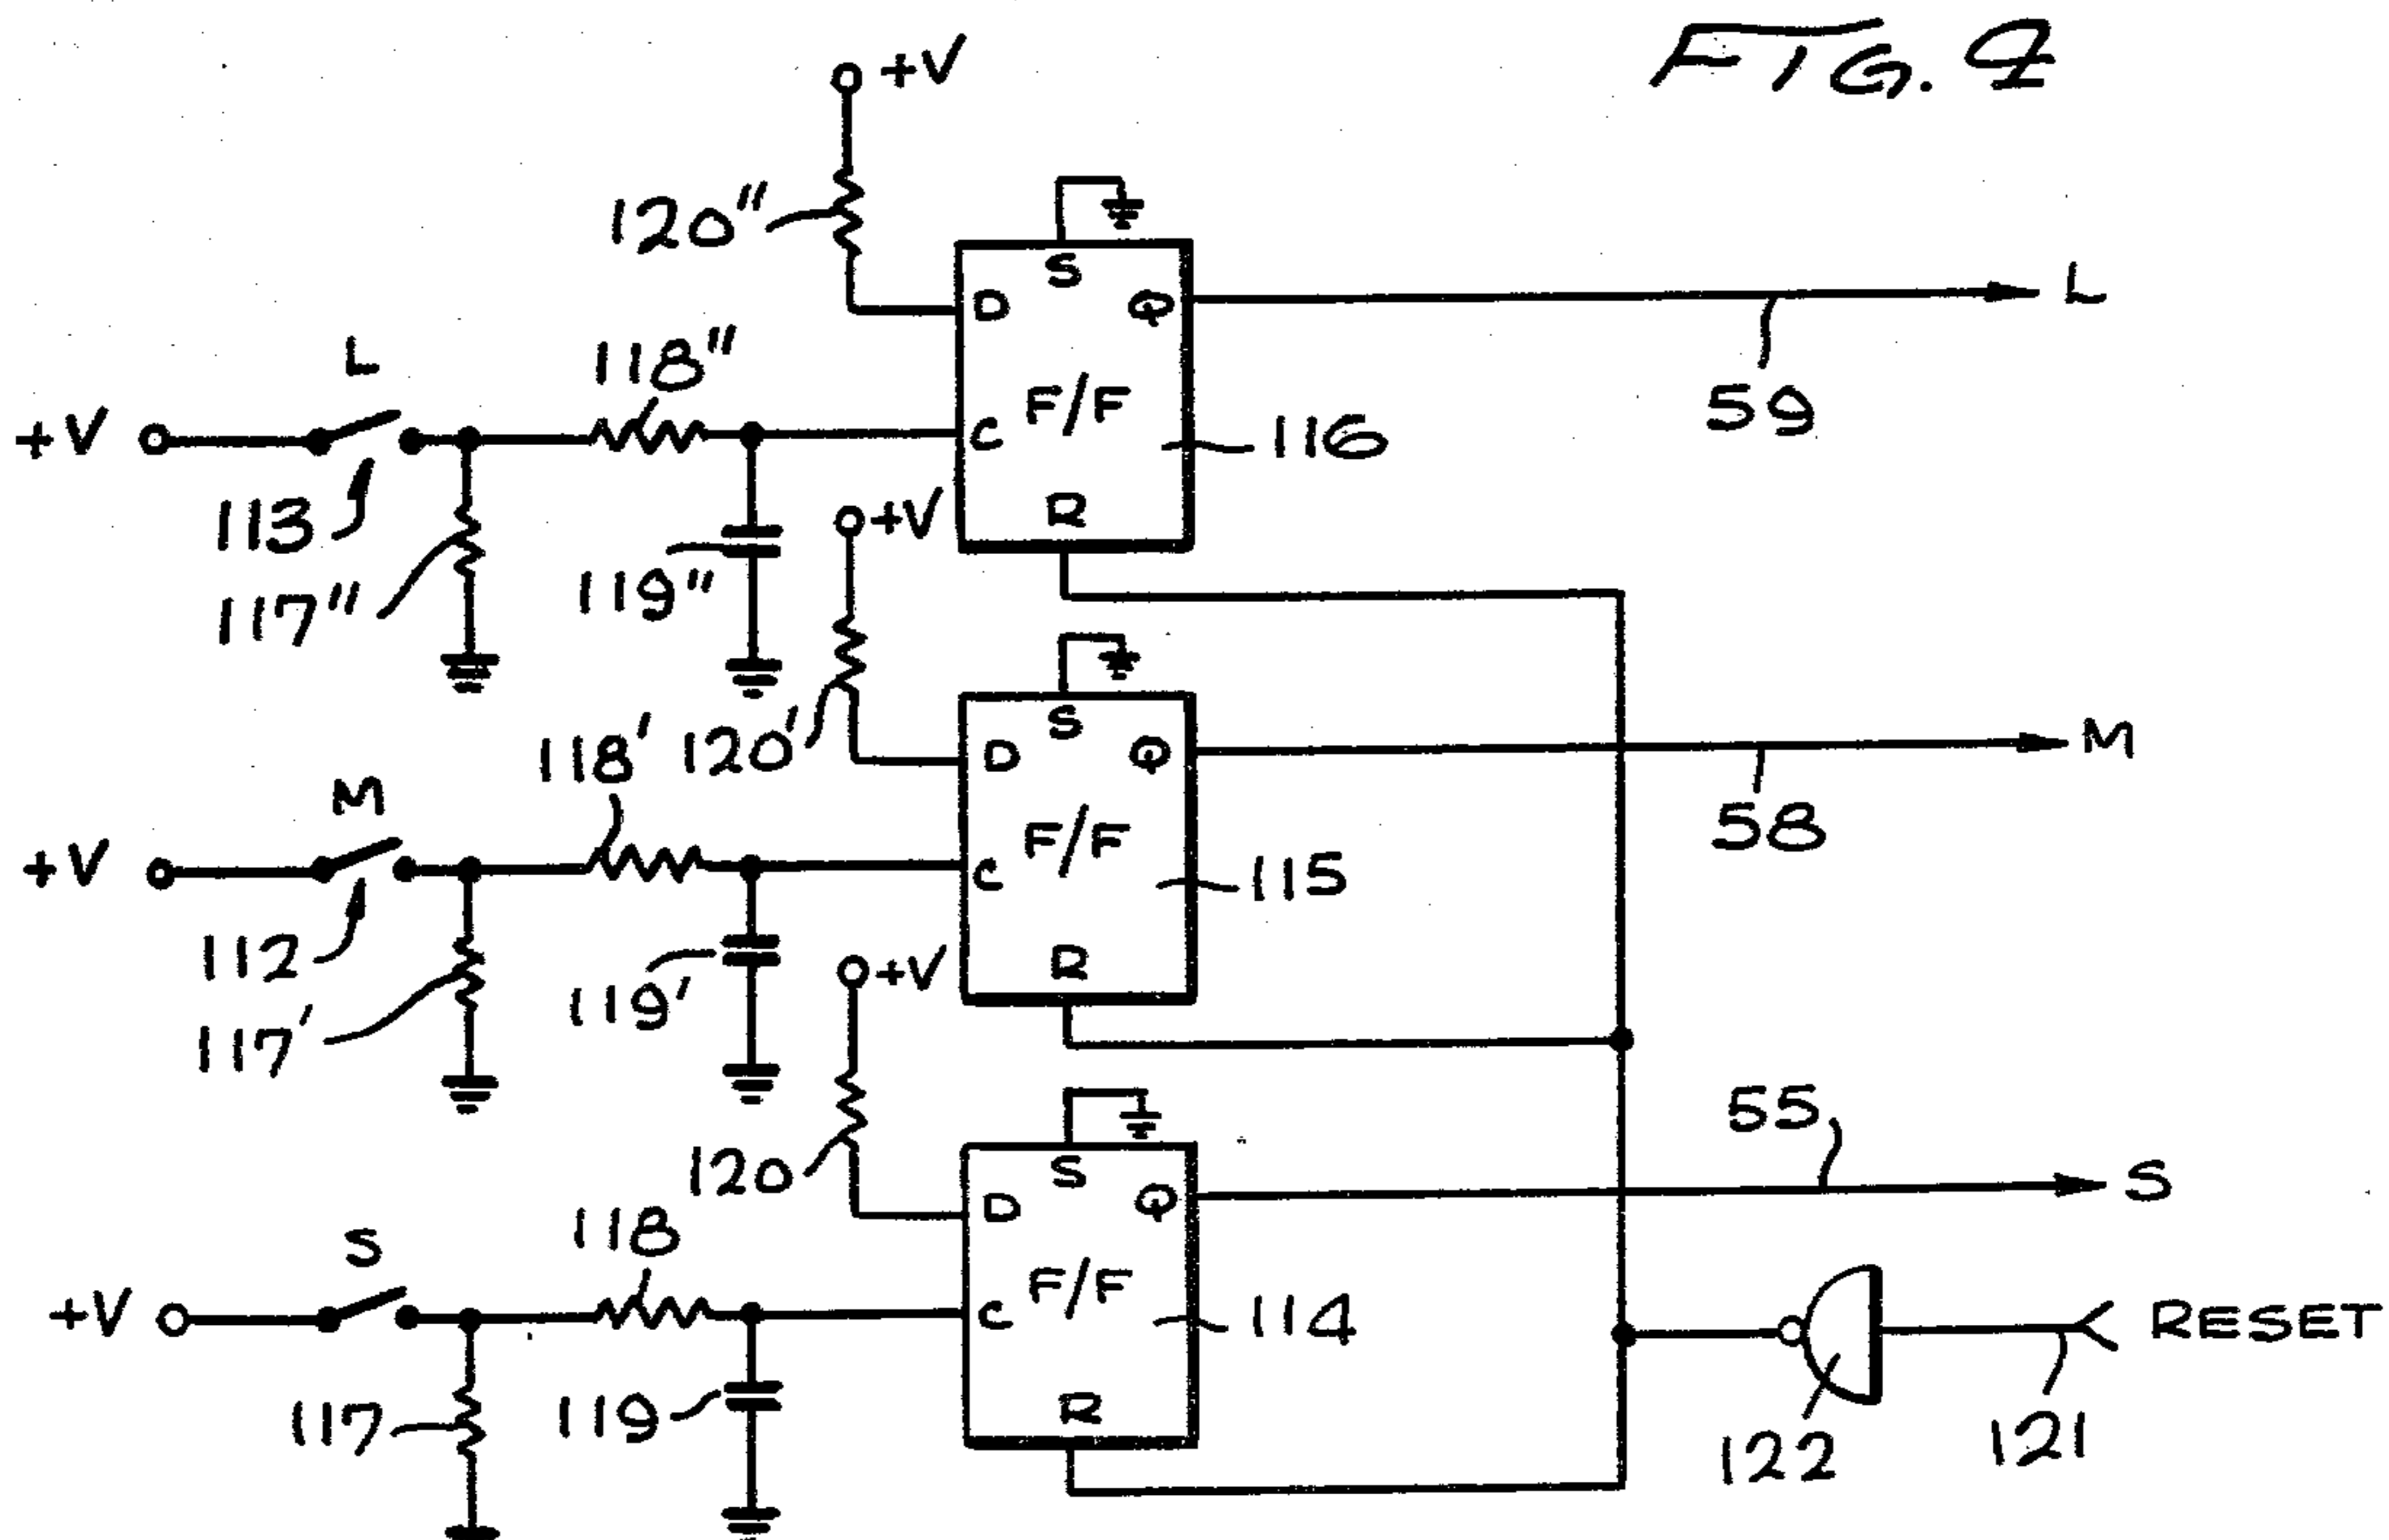 FIG. 9
+V
120"
S
D
Q
L
L
118"
F/F
59
+V
C
116
113
R
+V
119"
117"
S
118'
120'
D
Q
M
M
58
F/F
+V
C
115
112
R
+V
119'
117'
55
120
S
D
Q
S
118
S
F/F
+V
C
114
RESET
117
119
R
122
121